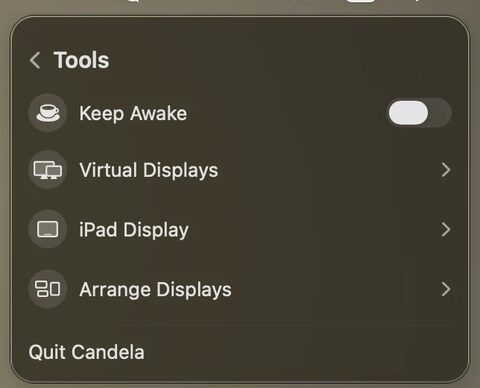 Tools
Keep Awake
Virtual Displays
iPad Display
Arrange Displays
Quit Candela